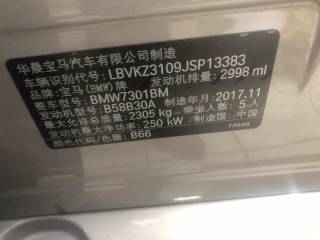 华晨宝马汽车有限公司制造
车辆识别代号: LBVKZ3109JSP13383
品牌: 宝马(BMW)牌 发动机排量: 2998 ml
整车型号: BMW7301BM
发动机型号: B58B30A 制造年月: 2017.11
最大允许总质量: 2305 kg 乘坐人数: 5 人
发动机最大净功率: 250 kW 制造国: 中国
颜色代码/色圈: B66